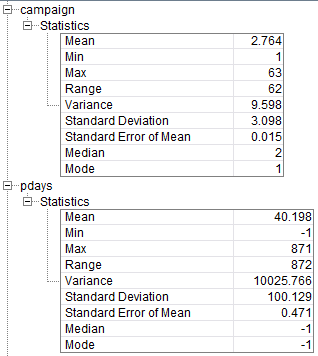 campaign
Statistics
Mean 2.764
Min 1
Max 63
Range 62
Variance 9.598
Standard Deviation 3.098
Standard Error of Mean 0.015
Median 2
Mode 1
pdays
Statistics
Mean 40.198
Min -1
Max 871
Range 872
Variance 10025.766
Standard Deviation 100.129
Standard Error of Mean 0.471
Median -1
Mode -1